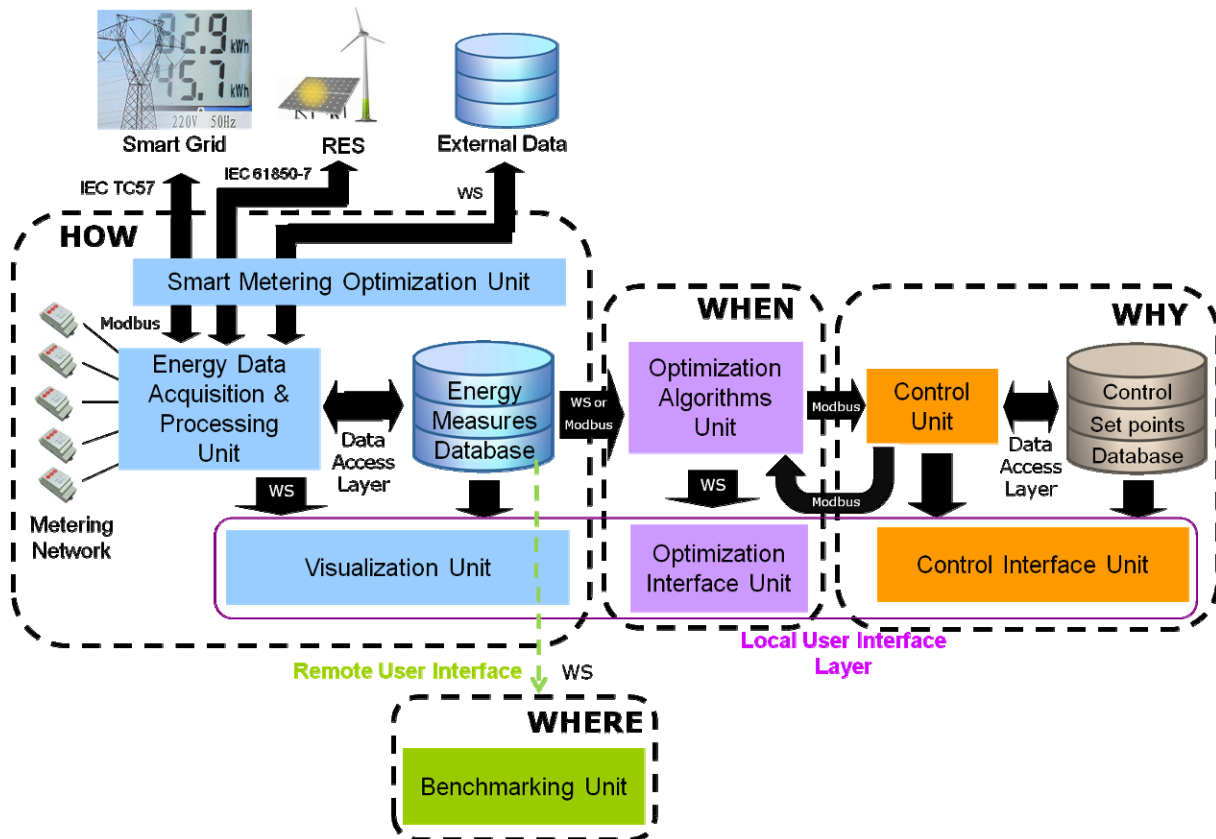 82.9 kWh
45.7 kWh
220V 50Hz
Smart Grid
RES
External Data
IEC TC57
IEC 61850-7
WS
HOW
Smart Metering Optimization Unit
WHEN
WHY
Modbus
Energy Data
Acquisition &
Processing
Unit
Data
Access
Layer
Energy
Measures
Database
WS or
Modbus
Optimization
Algorithms
Unit
Modbus
Control
Unit
Data
Access
Layer
Control
Set points
Database
WS
WS
Modbus
Metering
Network
Visualization Unit
Optimization
Interface Unit
Control Interface Unit
Local User Interface
Layer
Remote User Interface
WS
WHERE
Benchmarking Unit